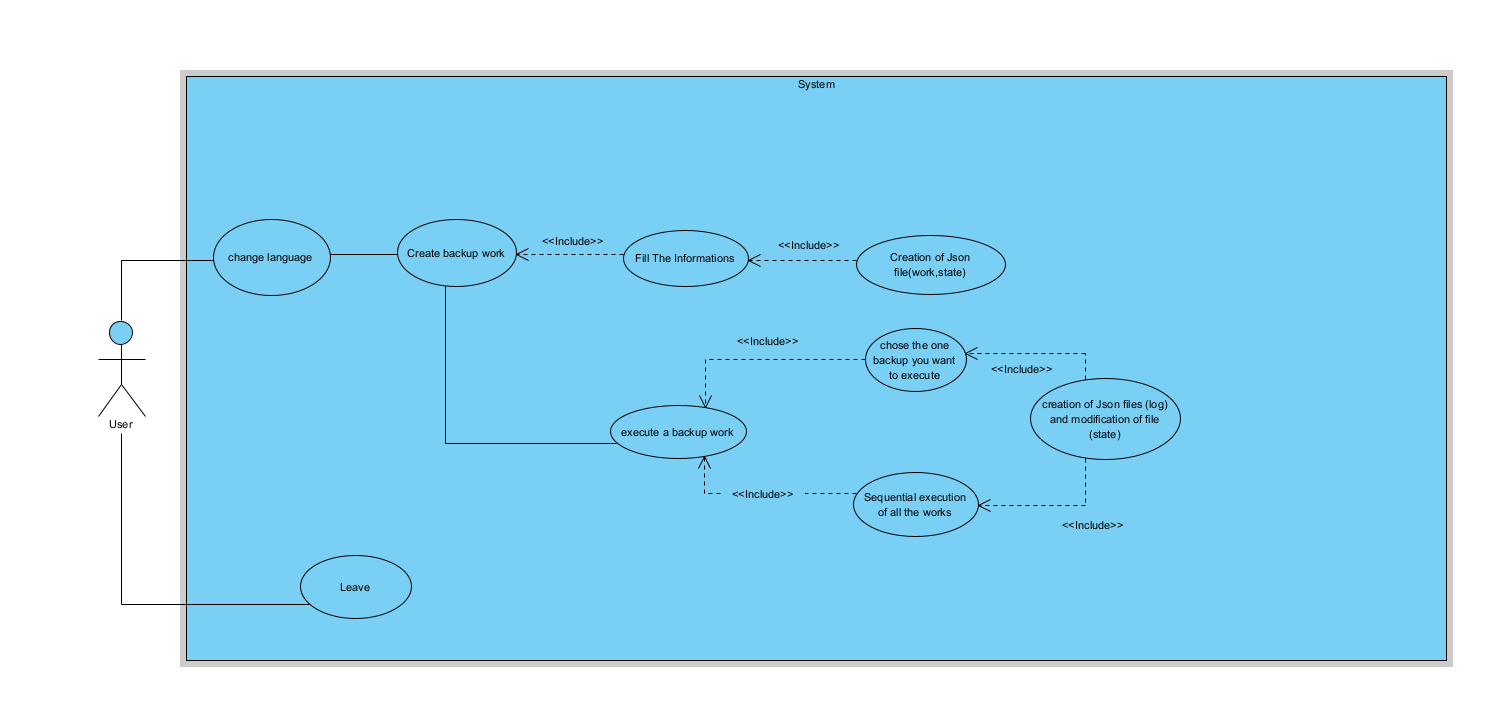 System
change language
Create backup work
<<Include>>
Fill The Informations
<<Include>>
Creation of Json
file(work,state)
<<Include>>
chose the one
backup you want
to execute
<<Include>>
creation of Json files (log)
and modification of file
(state)
User
execute a backup work
<<Include>>
Sequential execution
of all the works
<<Include>>
Leave